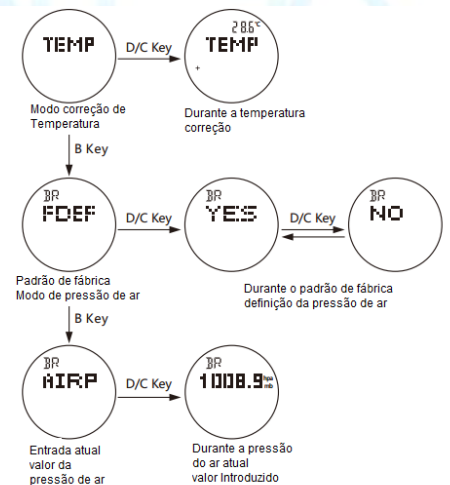 28.6°C
TEMP
D/C Key
TEMP
+
Modo correção de
Temperatura
Durante a temperatura
correção
B Key
BR
FDEF
D/C Key
BR
YES
D/C Key
BR
NO
Padrão de fábrica
Modo de pressão de ar
Durante o padrão de fábrica
definição da pressão de ar
B Key
BR
AIRP
D/C Key
BR
1008.9 hpa
mb
Entrada atual
valor da
pressão de ar
Durante a pressão
do ar atual
valor Introduzido